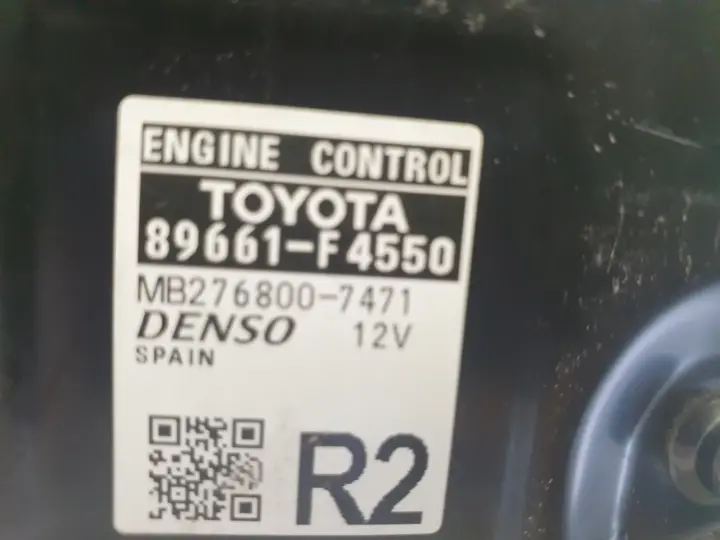 ENGINE CONTROL
TOYOTA
89661-F4550
MB276800-7471
DENSO 12V
SPAIN
R2